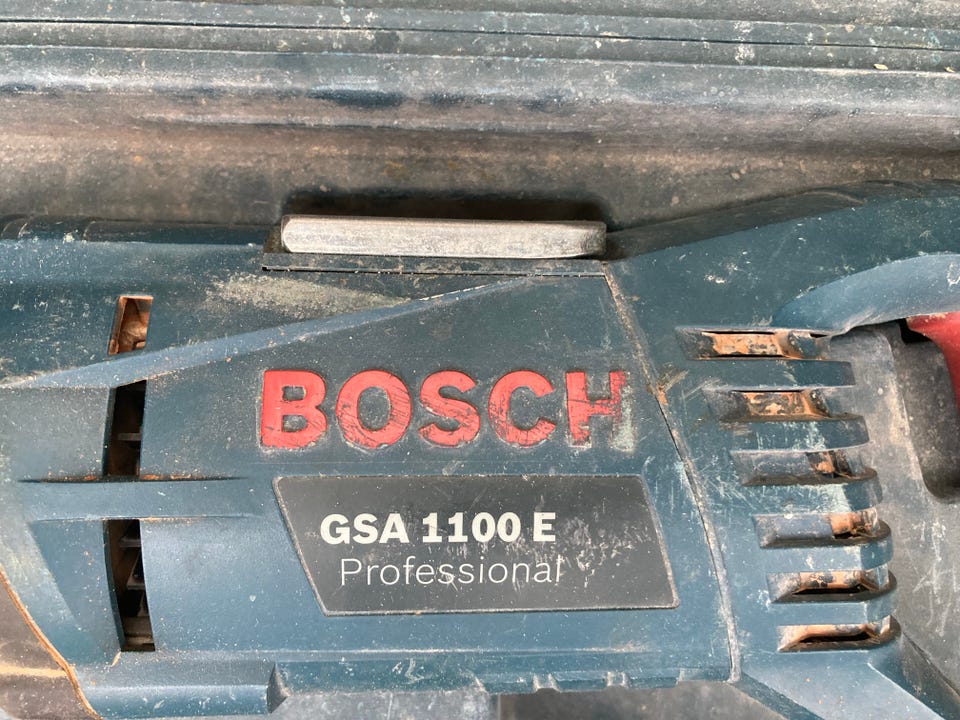 BOSCH
GSA 1100 E
Professional